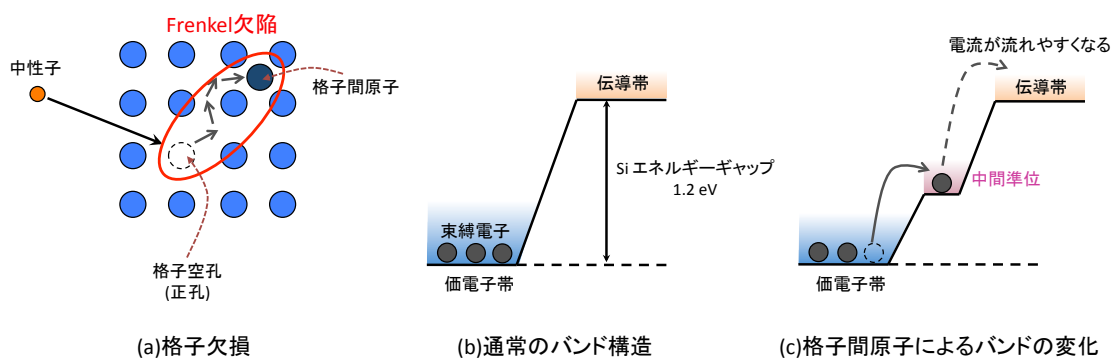 Frenkel欠陥
中性子
格子間原子
格子空孔
(正孔)
(a)格子欠損
伝導帯
Si エネルギーギャップ
1.2 eV
束縛電子
価電子帯
(b)通常のバンド構造
電流が流れやすくなる
伝導帯
中間準位
価電子帯
(c)格子間原子によるバンドの変化